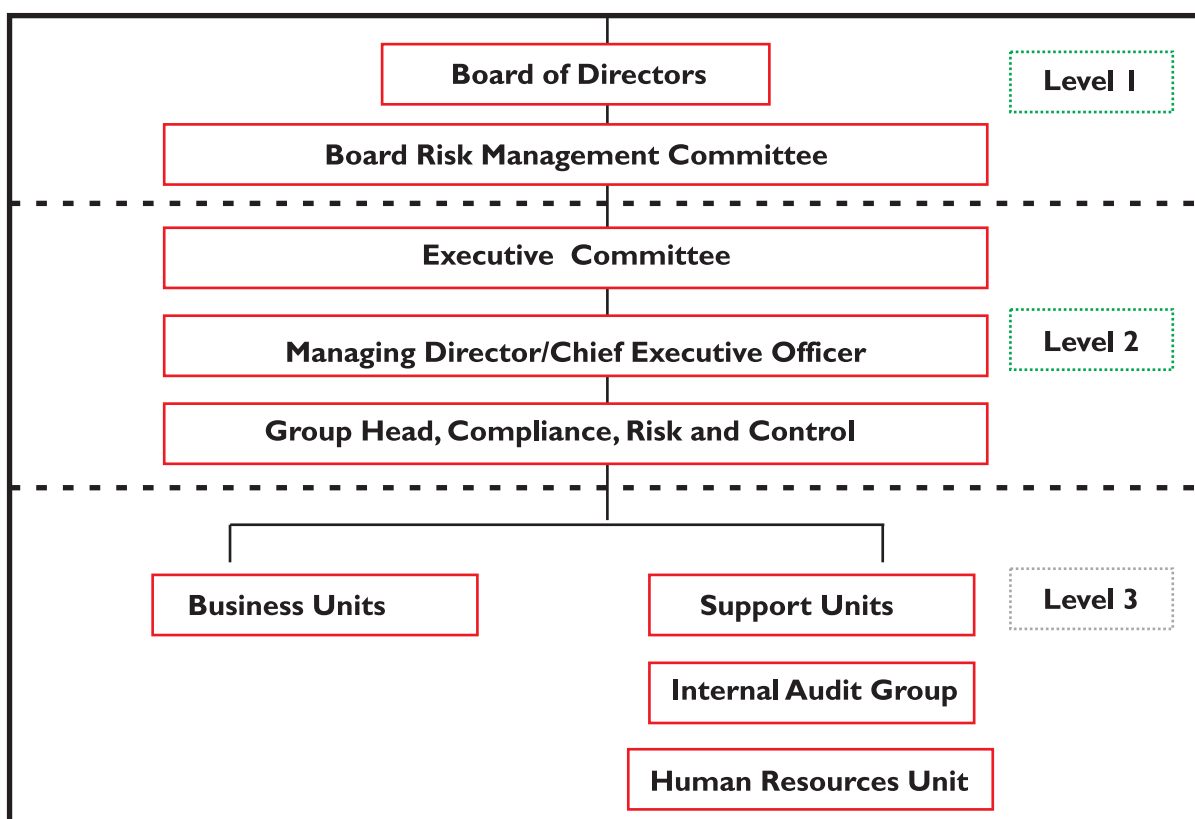 Board of Directors
Level 1
Board Risk Management Committee
Executive Committee
Managing Director/Chief Executive Officer
Level 2
Group Head, Compliance, Risk and Control
Business Units
Support Units
Level 3
Internal Audit Group
Human Resources Unit